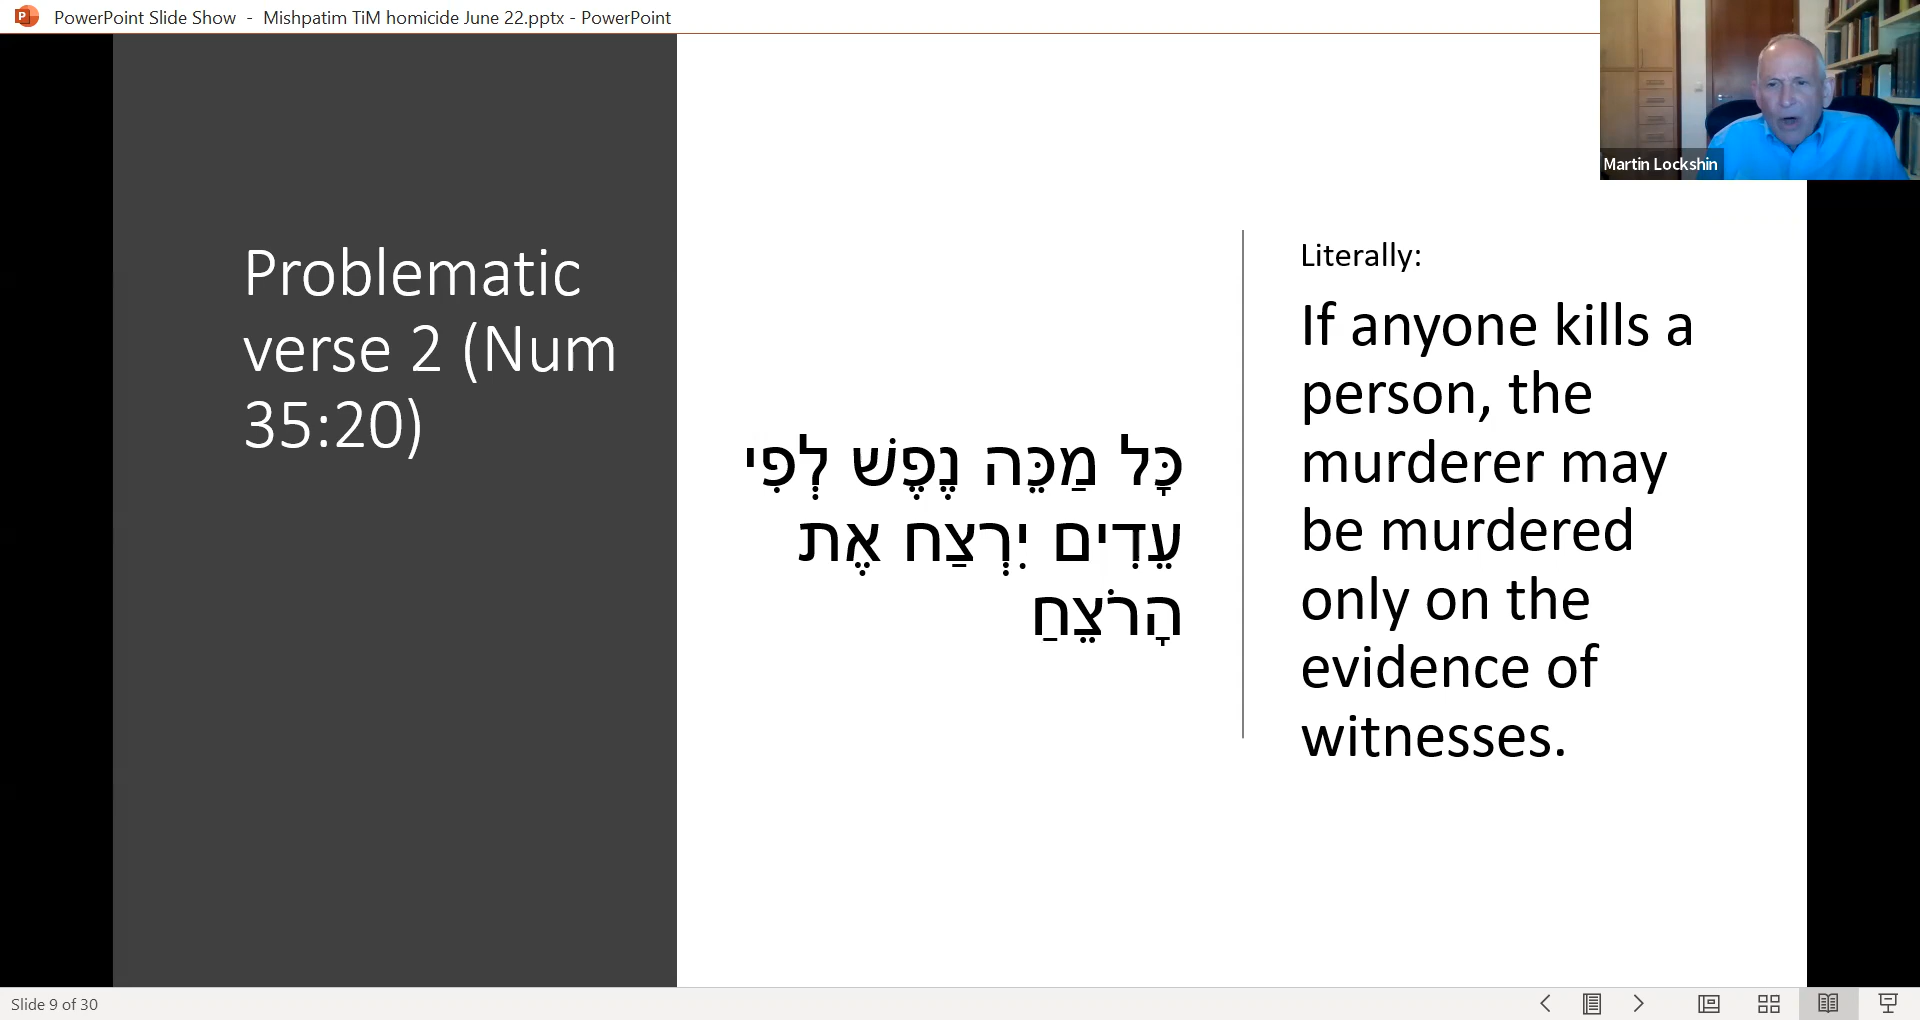 PowerPoint Slide Show - Mishpatim TiM homicide June 22.pptx - PowerPoint
Martin Lockshin
Problematic
verse 2 (Num
35:20)
כָּל מַכֵּה נֶפֶשׁ לְפִי
עֵדִים יִרְצַח אֶת
הָרֹצֵחַ
Literally:
If anyone kills a
person, the
murderer may
be murdered
only on the
evidence of
witnesses.
Slide 9 of 30